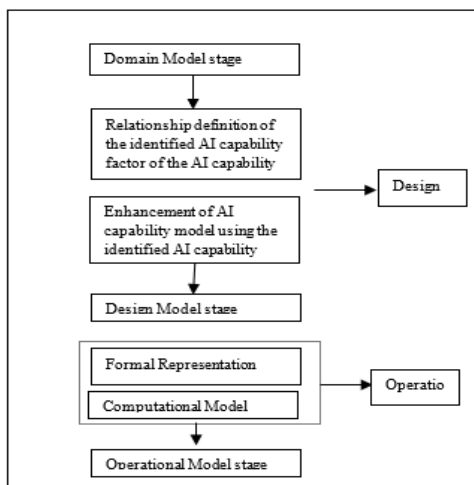 Domain Model stage
Relationship definition of
the identified AI capability
factor of the AI capability
Design
Enhancement of AI
capability model using the
identified AI capability
Design Model stage
Formal Representation
Operatio
Computational Model
Operational Model stage